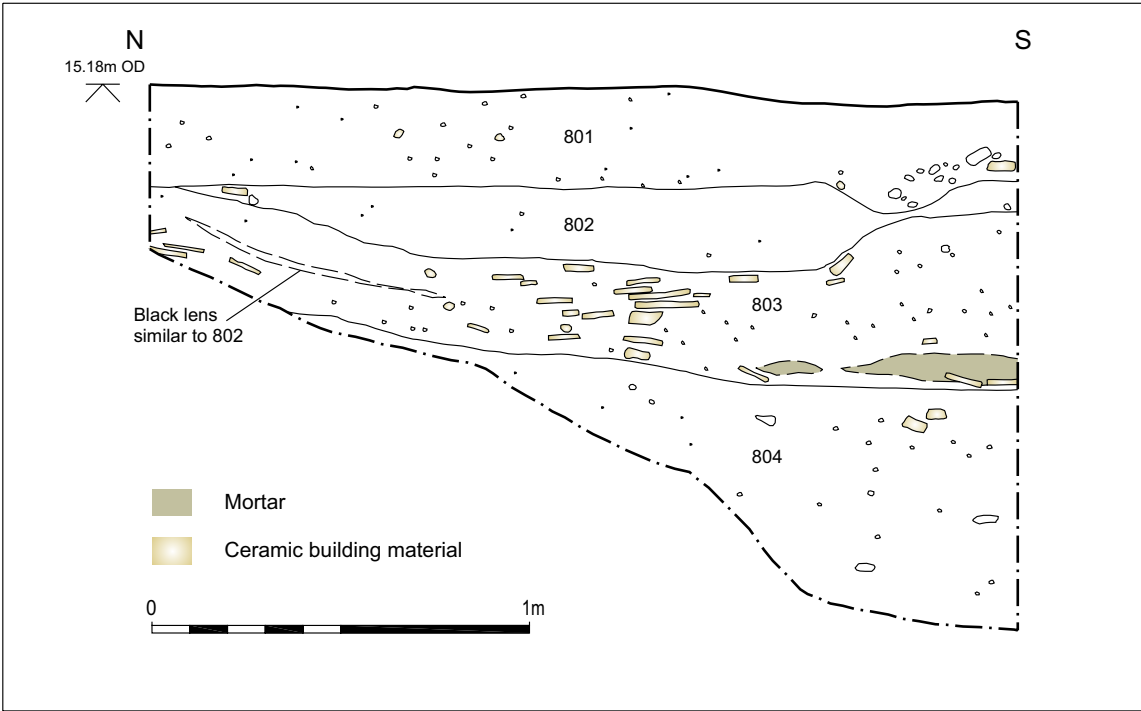 N
S
15.18m OD
801
802
803
Black lens
similar to 802
804
Mortar
Ceramic building material
0
1m